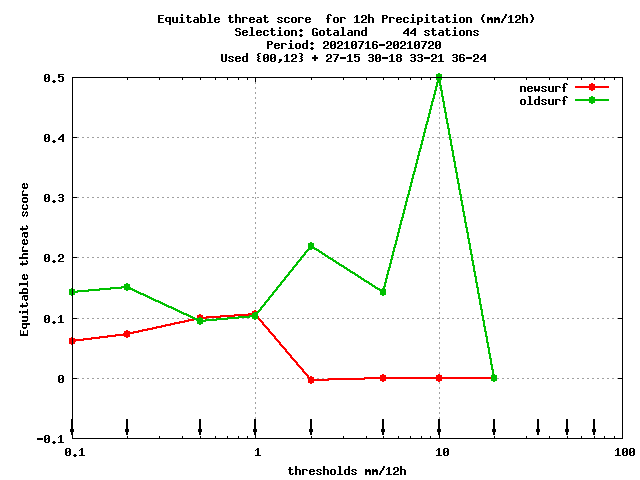 Equitable threat score  for 12h Precipitation (mm/12h)
Selection: Gotaland     44 stations
Period: 20210716-20210720
Used {00,12} + 27-15 30-18 33-21 36-24
newsurf
oldsurf
0.5
0.4
0.3
0.2
0.1
0
-0.1
Equitable threat score
0.1
1
10
100
thresholds mm/12h